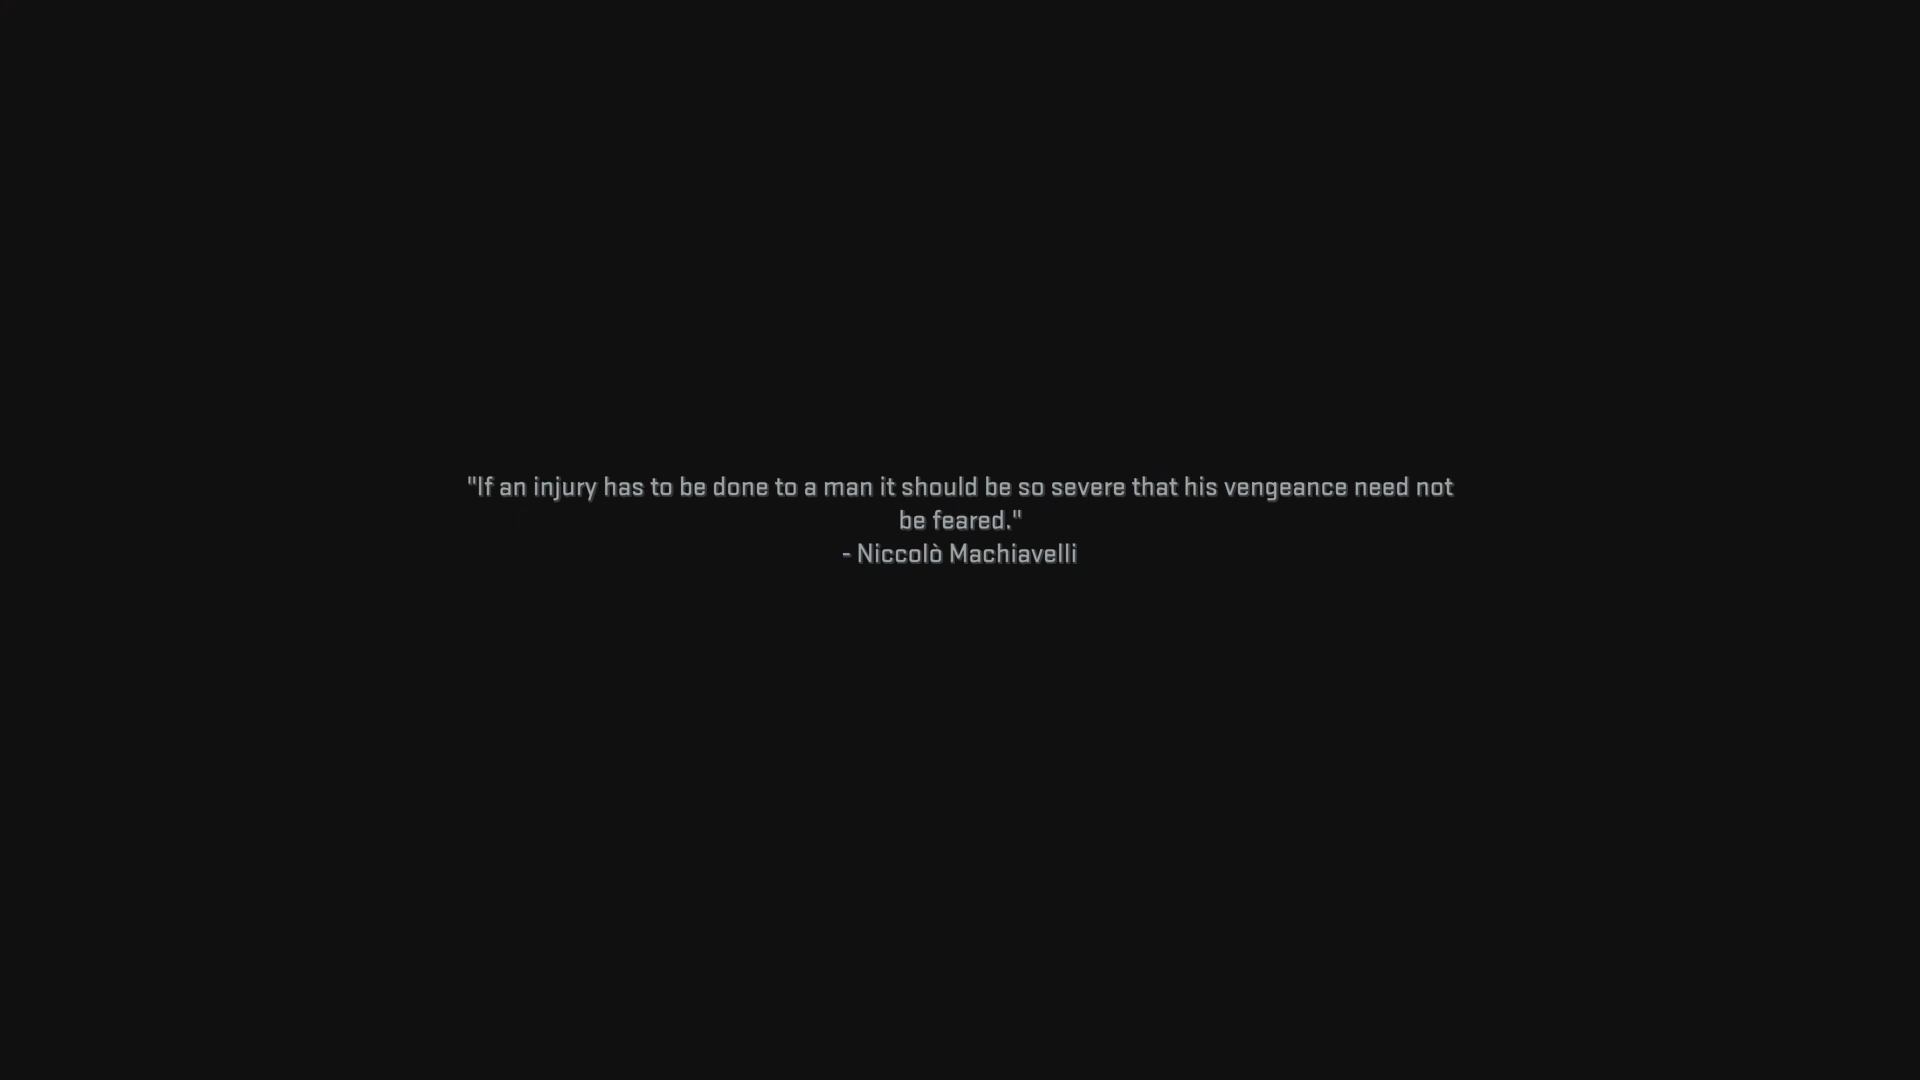 "If an injury has to be done to a man it should be so severe that his vengeance need not
be feared."
- Niccolò Machiavelli